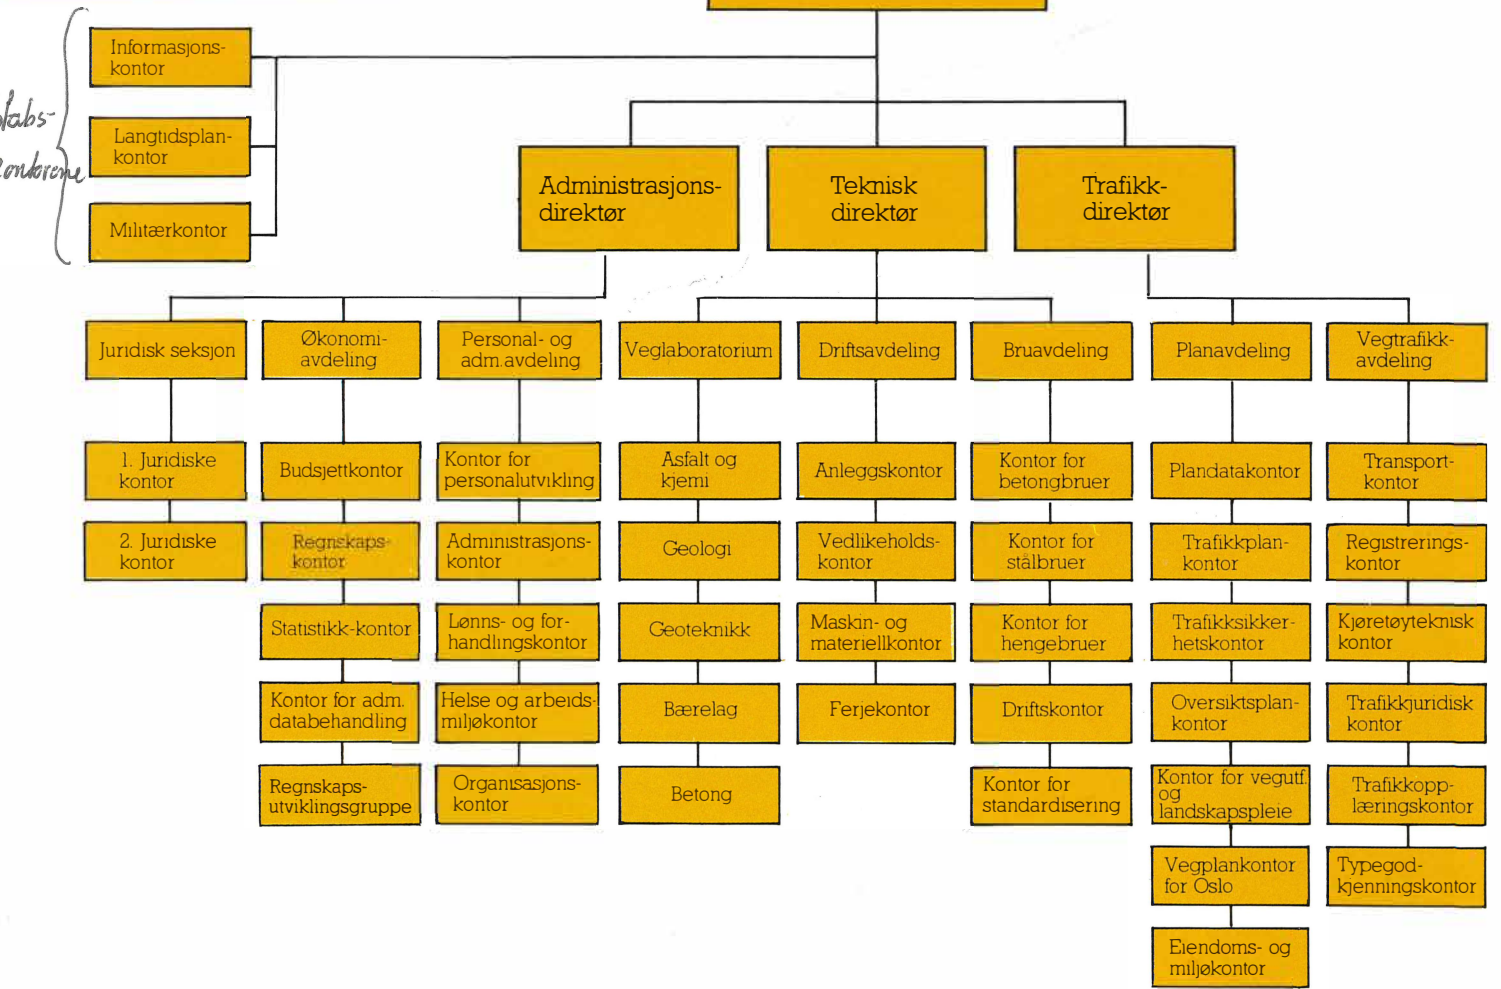 Informasjons-
kontor
Langtidsplan-
kontor
Militærkontor
Administrasjons-
direktør
Teknisk
direktør
Trafikk-
direktør
Juridisk seksjon
1. Juridiske
kontor
2. Juridiske
kontor
Økonomi-
avdeling
Budsjettkontor
Regnskaps-
kontor
Statistikk-kontor
Kontor for adm.
databehandling
Regnskaps-
utviklingsgruppe
Personal- og
adm.avdeling
Kontor for
personalutvikling
Administrasjons-
kontor
Lønns- og for-
handlingskontor
Helse og arbeids-
miljøkontor
Organisasjons-
kontor
Veglaboratorium
Asfalt og
kjemi
Geologi
Geoteknikk
Bærelag
Betong
Driftsavdeling
Anleggskontor
Vedlikeholds-
kontor
Maskin- og
materiellkontor
Ferjekontor
Bruavdeling
Kontor for
betongbruer
Kontor for
stålbruer
Kontor for
hengebruer
Driftskontor
Kontor for
standardisering
Planavdeling
Plandatakontor
Trafikkplan-
kontor
Trafikksikker-
hetskontor
Oversiktsplan-
kontor
Kontor for vegutf.
og
landskapspleie
Vegplankontor
for Oslo
Eiendoms- og
miljøkontor
Vegtrafikk-
avdeling
Transport-
kontor
Registrerings-
kontor
Kjøretøyteknisk
kontor
Trafikkjuridisk
kontor
Trafikkopp-
læringskontor
Typegod-
kjenningskontor